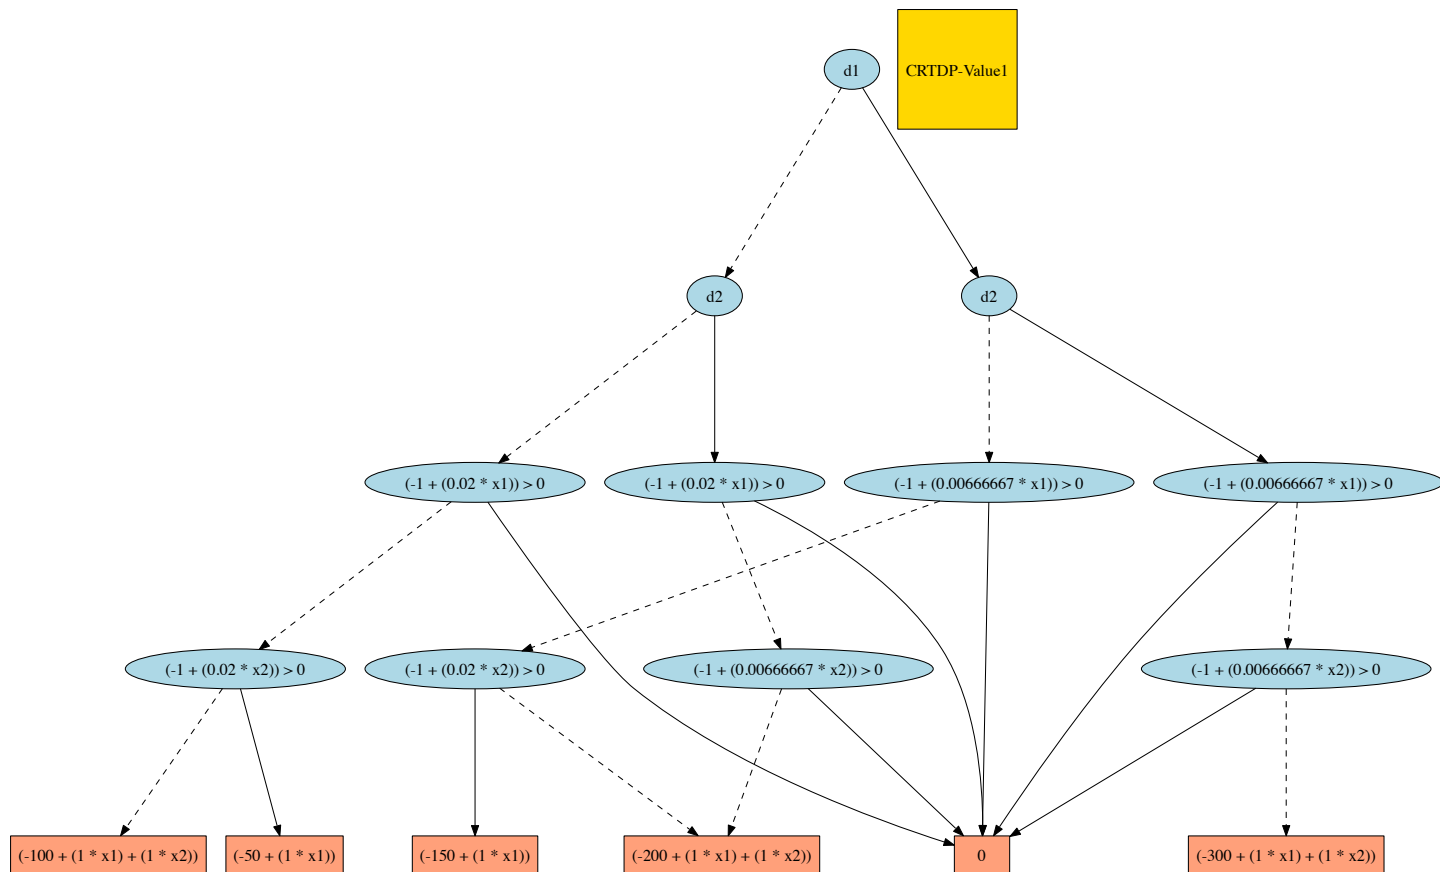 d1
CRTDP-Value1
d2
d2
(-1 + (0.02 * x1)) > 0
(-1 + (0.02 * x1)) > 0
(-1 + (0.00666667 * x1)) > 0
(-1 + (0.00666667 * x1)) > 0
(-1 + (0.02 * x2)) > 0
(-1 + (0.02 * x2)) > 0
(-1 + (0.00666667 * x2)) > 0
(-1 + (0.00666667 * x2)) > 0
(-100 + (1 * x1) + (1 * x2))
(-50 + (1 * x1))
(-150 + (1 * x1))
(-200 + (1 * x1) + (1 * x2))
0
(-300 + (1 * x1) + (1 * x2))